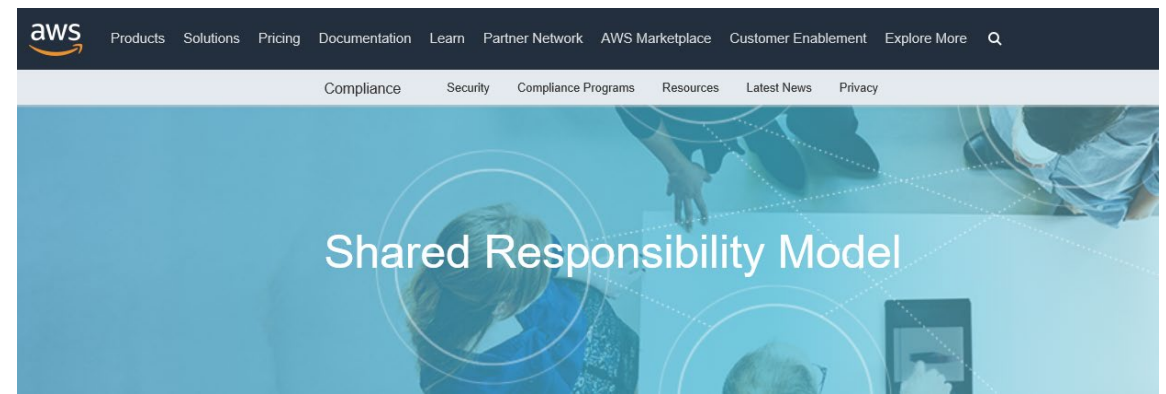 aws
Products Solutions Pricing Documentation Learn Partner Network AWS Marketplace Customer Enablement Explore More
Compliance Security Compliance Programs Resources Latest News Privacy
Shared Responsibility Model